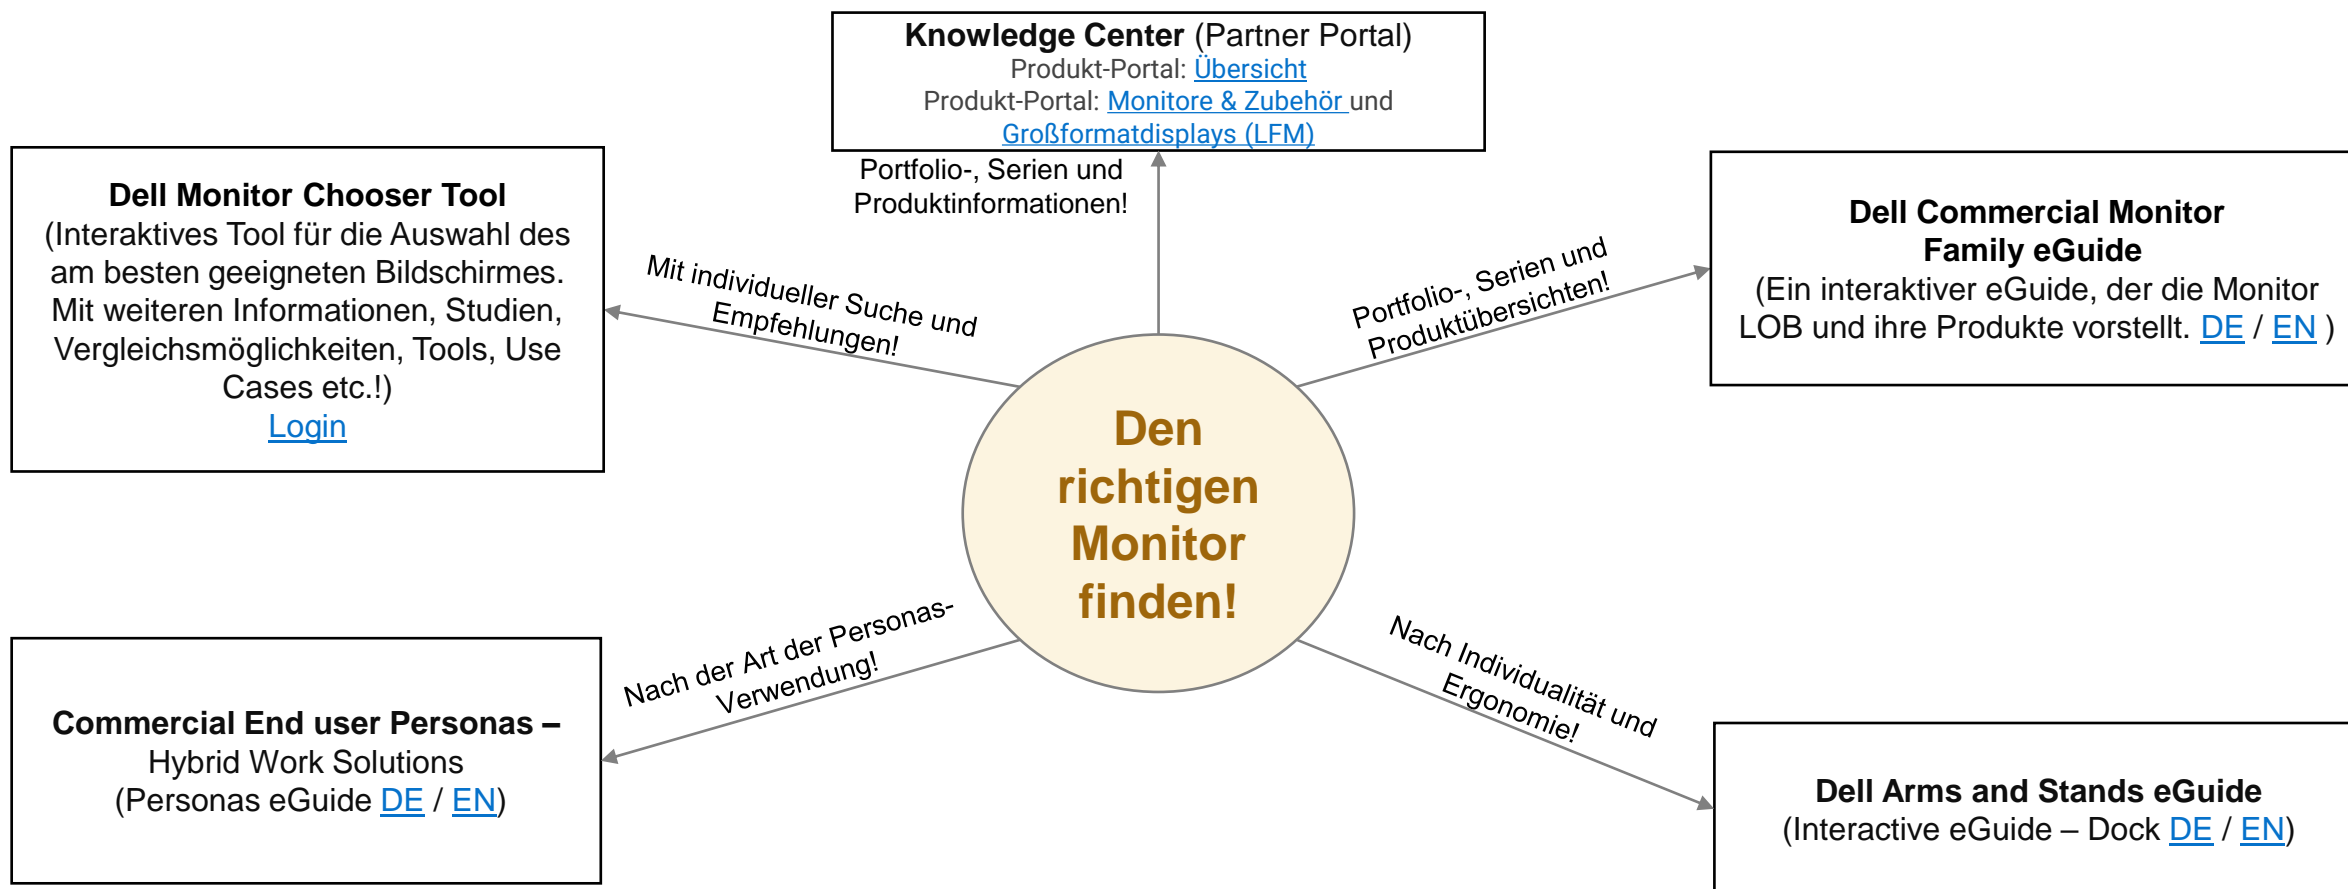 Knowledge Center (Partner Portal)
Produkt-Portal: Übersicht
Produkt-Portal: Monitore & Zubehör und
Großformatdisplays (LFM)
Portfolio-, Serien und
Produktinformationen!
Dell Monitor Chooser Tool
(Interaktives Tool für die Auswahl des
am besten geeigneten Bildschirmes.
Mit weiteren Informationen, Studien,
Vergleichsmöglichkeiten, Tools, Use
Cases etc.!)
Login
Mit individueller Suche und
Empfehlungen!
Portfolio-, Serien und
Produktübersichten!
Dell Commercial Monitor
Family eGuide
(Ein interaktiver eGuide, der die Monitor
LOB und ihre Produkte vorstellt. DE / EN )
Den
richtigen
Monitor
finden!
Nach der Art der Personas-
Verwendung!
Commercial End user Personas –
Hybrid Work Solutions
(Personas eGuide DE / EN)
Nach Individualität und
Ergonomie!
Dell Arms and Stands eGuide
(Interactive eGuide – Dock DE / EN)